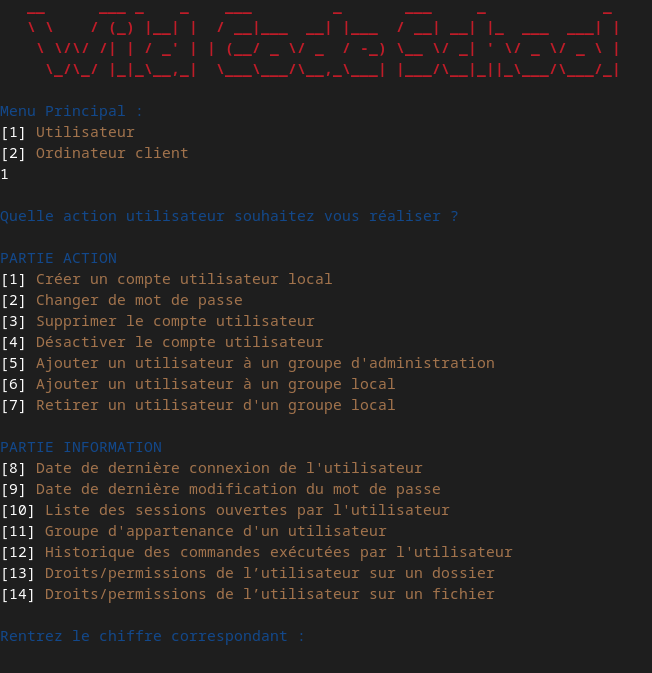 Wild Code School
Menu Principal :
[1] Utilisateur
[2] Ordinateur client
1
Quelle action utilisateur souhaitez vous réaliser ?
PARTIE ACTION
[1] Créer un compte utilisateur local
[2] Changer de mot de passe
[3] Supprimer le compte utilisateur
[4] Désactiver le compte utilisateur
[5] Ajouter un utilisateur à un groupe d'administration
[6] Ajouter un utilisateur à un groupe local
[7] Retirer un utilisateur d'un groupe local
PARTIE INFORMATION
[8] Date de dernière connexion de l'utilisateur
[9] Date de dernière modification du mot de passe
[10] Liste des sessions ouvertes par l'utilisateur
[11] Groupe d'appartenance d'un utilisateur
[12] Historique des commandes exécutées par l'utilisateur
[13] Droits/permissions de l’utilisateur sur un dossier
[14] Droits/permissions de l’utilisateur sur un fichier
Rentrez le chiffre correspondant :